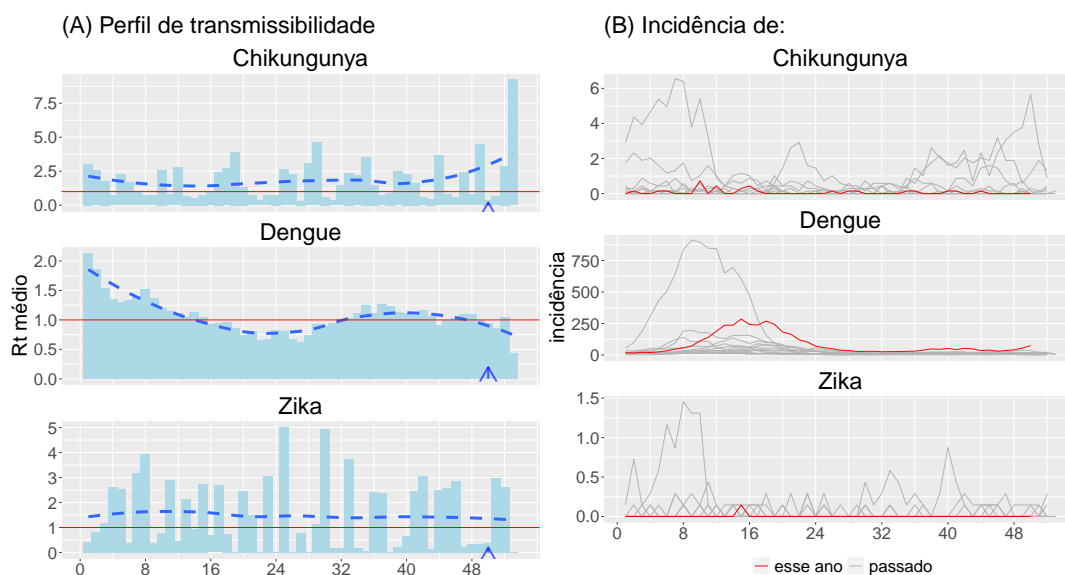 (A) Perfil de transmissibilidade
Chikungunya
7.5
5.0
2.5
0.0
Dengue
2.0
1.5
1.0
0.5
0.0
Rt médio
Zika
5
4
3
2
1
0
0 8 16 24 32 40 48
(B) Incidência de:
Chikungunya
6
4
2
0
Dengue
750
500
250
0
incidência
Zika
1.5
1.0
0.5
0.0
0 8 16 24 32 40 48
esse ano passado